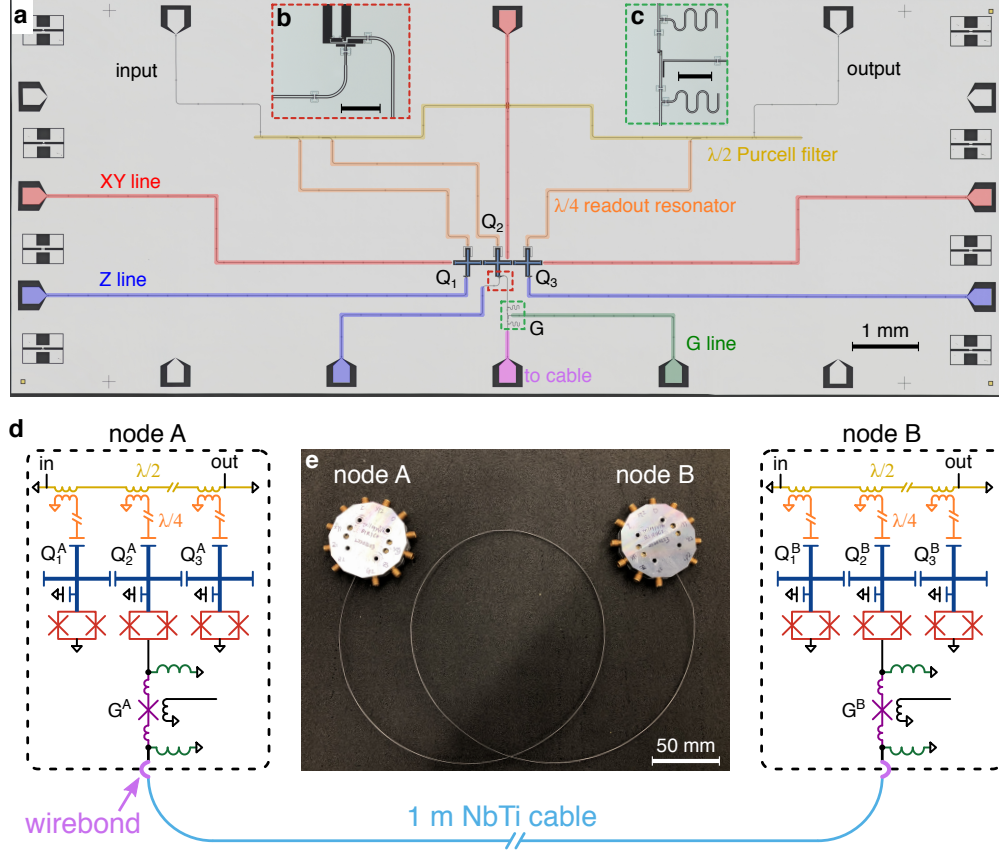 a
b
c
input
output
λ/2 Purcell filter
XY line
λ/4 readout resonator
Q2
Q1
Q3
Z line
G
1 mm
G line
to cable
d
node A
node B
e
in
λ/2
out
λ/4
Q1A
Q2A
Q3A
GA
node A
node B
50 mm
in
λ/2
out
λ/4
Q1B
Q2B
Q3B
GB
wirebond
1 m NbTi cable